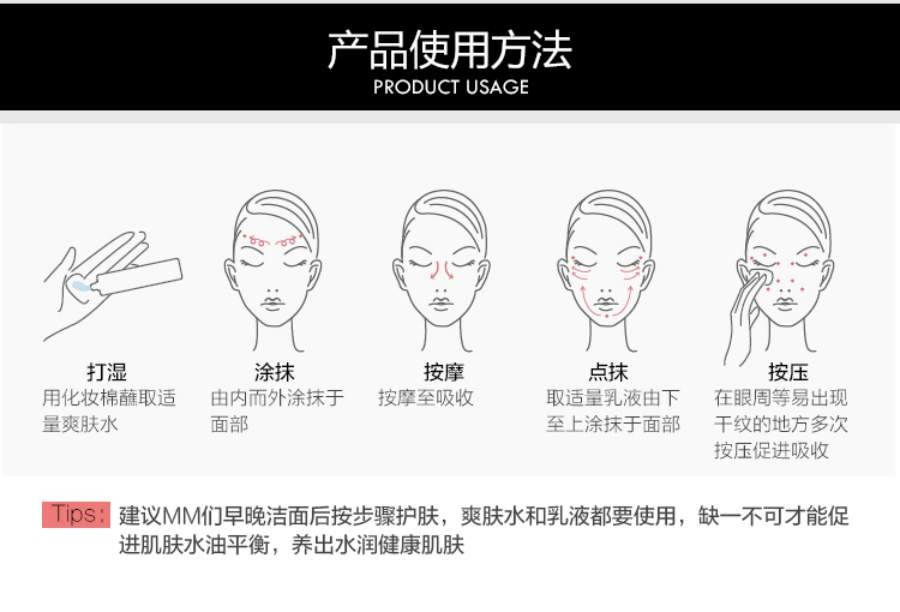 产品使用方法
PRODUCT USAGE
打湿
用化妆棉蘸取适
量爽肤水
涂抹
由内而外涂抹于
面部
按摩
按摩至吸收
点抹
取适量乳液由下
至上涂抹于面部
按压
在眼周等易出现
干纹的地方多次
按压促进吸收
Tips:
建议MM们早晚洁面后按步骤护肤，爽肤水和乳液都要使用，缺一不可才能促
进肌肤水油平衡，养出水润健康肌肤